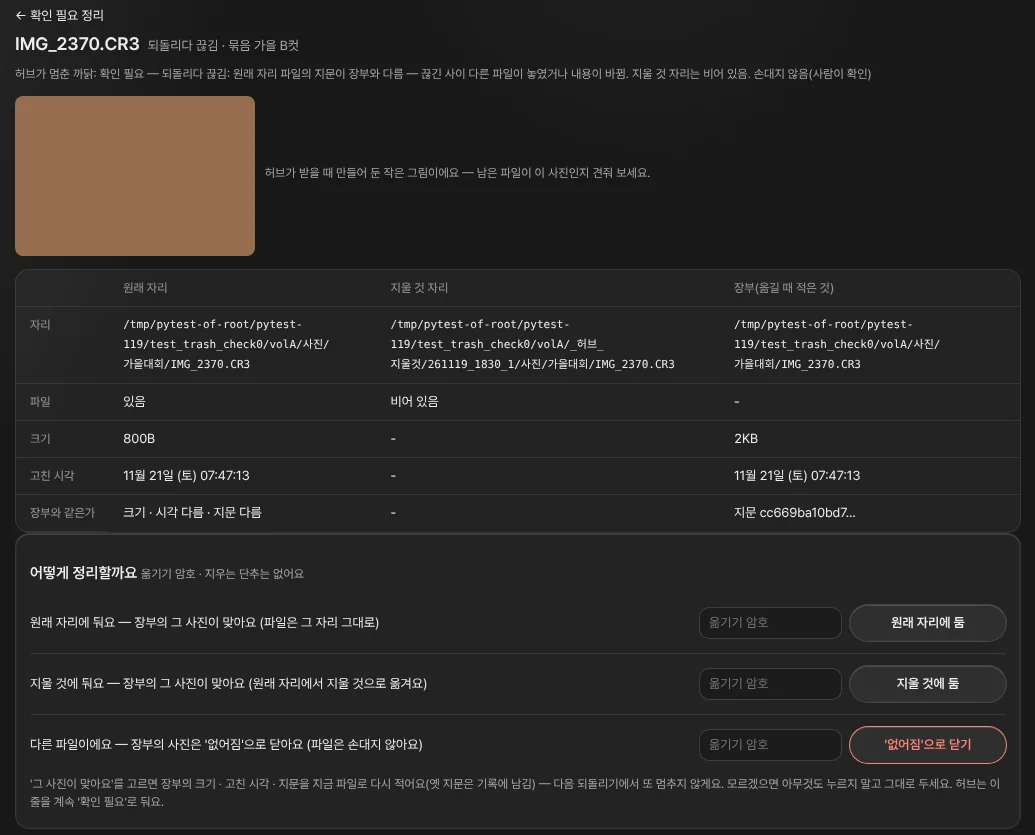 ← 확인 필요 정리
IMG_2370.CR3 되돌리다 끊김 · 묶음 가을 B컷
허브가 멈춘 까닭: 확인 필요 — 되돌리다 끊김: 원래 자리 파일의 지문이 장부와 다름 — 끊긴 사이 다른 파일이 놓였거나 내용이 바뀜. 지울 것 자리는 비어 있음. 손대지 않음(사람이 확인)
허브가 받을 때 만들어 둔 작은 그림이에요 — 남은 파일이 이 사진인지 견줘 보세요.
원래 자리 지울 것 자리 장부(옮길 때 적은 것)
자리 /tmp/pytest-of-root/pytest- /tmp/pytest-of-root/pytest- /tmp/pytest-of-root/pytest-
119/test_trash_check0/volA/사진/ 119/test_trash_check0/volA/_허브_ 119/test_trash_check0/volA/사진/
가을대회/IMG_2370.CR3 지울것/261119_1830_1/사진/가을대회/IMG_2370.CR3 가을대회/IMG_2370.CR3
파일 있음 비어 있음 -
크기 800B - 2KB
고친 시각 11월 21일 (토) 07:47:13 - 11월 21일 (토) 07:47:13
장부와 같은가 크기 · 시각 다름 · 지문 다름 - 지문 cc669ba10bd7...
어떻게 정리할까요 옮기기 암호 · 지우는 단추는 없어요
원래 자리에 둬요 — 장부의 그 사진이 맞아요 (파일은 그 자리 그대로) 옮기기 암호 원래 자리에 둠
지울 것에 둬요 — 장부의 그 사진이 맞아요 (원래 자리에서 지울 것으로 옮겨요) 옮기기 암호 지울 것에 둠
다른 파일이에요 — 장부의 사진은 '없어짐'으로 닫아요 (파일은 손대지 않아요) 옮기기 암호 '없어짐'으로 닫기
'그 사진이 맞아요'를 고르면 장부의 크기 · 고친 시각 · 지문을 지금 파일로 다시 적어요(옛 지문은 기록에 남김) — 다음 되돌리기에서 또 멈추지 않게요. 모르겠으면 아무것도 누르지 말고 그대로 두세요. 허브는 이
줄을 계속 '확인 필요'로 둬요.